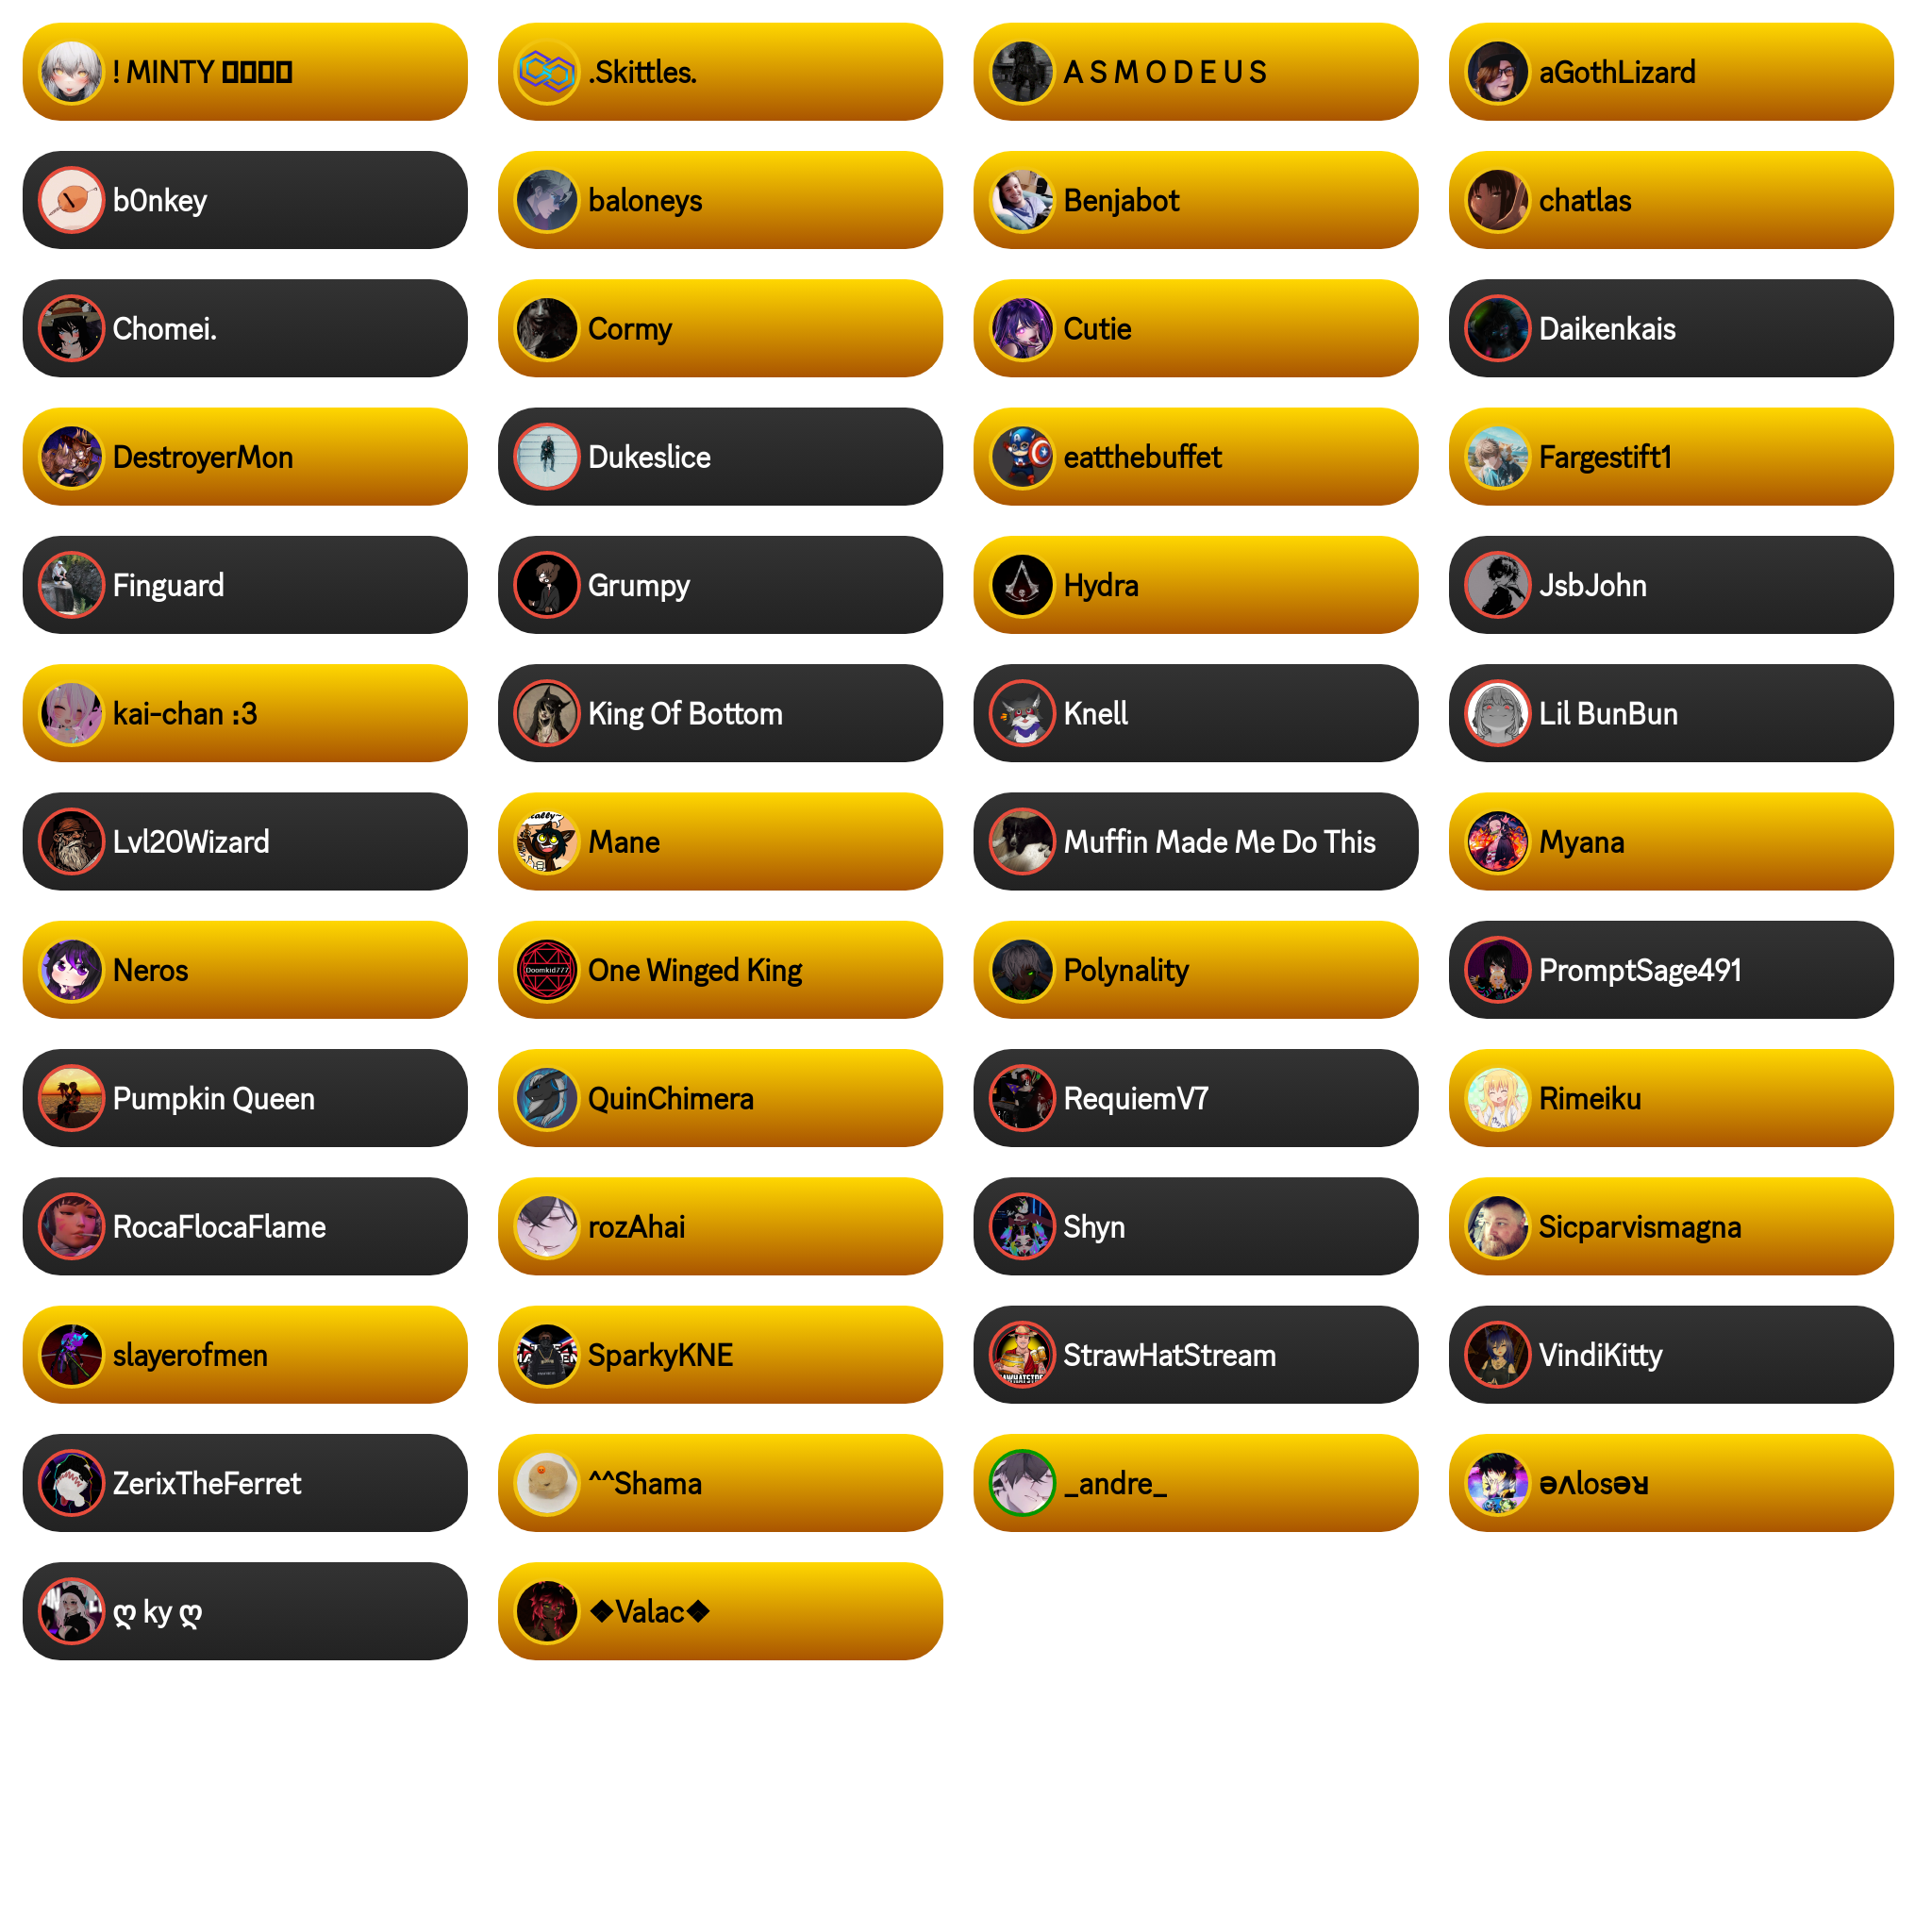 ! MINTY
.Skittles.
A S M O D E U S
aGothLizard
b0nkey
baloneys
Benjabot
chatlas
Chomei.
Cormy
Cutie
Daikenkais
DestroyerMon
Dukeslice
eatthebuffet
Fargestift1
Finguard
Grumpy
Hydra
JsbJohn
kai-chan :3
King Of Bottom
Knell
Lil BunBun
Lvl20Wizard
Mane
Muffin Made Me Do This
Myana
Neros
Doomkid777
One Winged King
Polynality
PromptSage491
Pumpkin Queen
QuinChimera
RequiemV7
Rimeiku
RocaFlocaFlame
rozAhai
Shyn
Sicparvismagna
slayerofmen
SparkyKNE
StrawHatStream
VindiKitty
ZerixTheFerret
^^Shama
_andre_
ɘʌlosɘʁ
ღ ky ღ
❖Valac❖